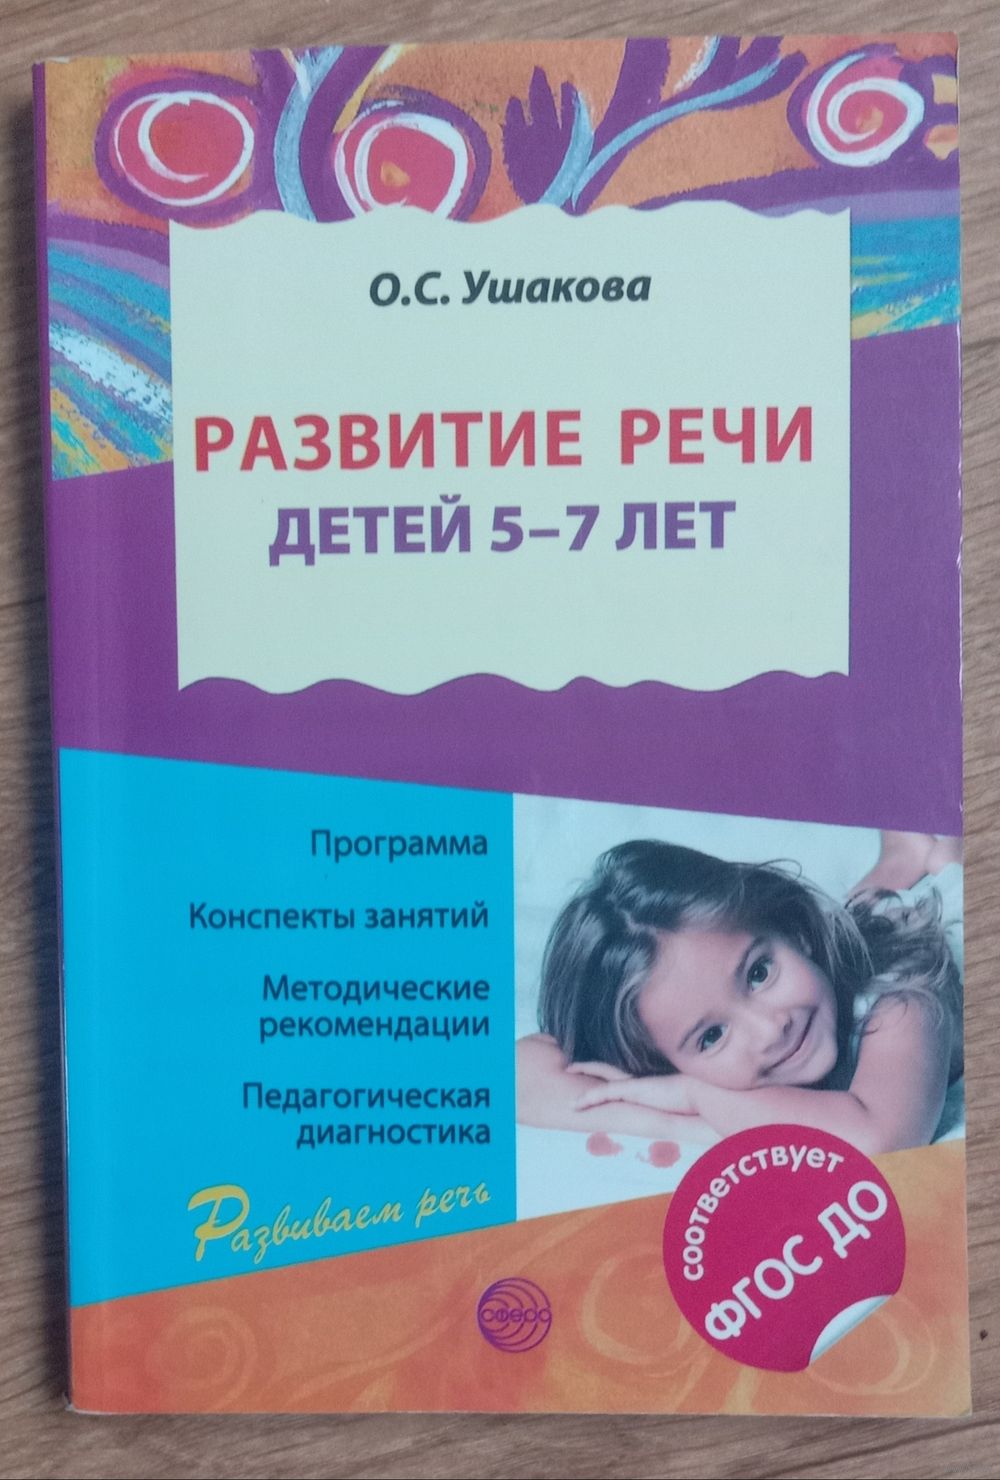 О.С. Ушакова
РАЗВИТИЕ РЕЧИ
ДЕТЕЙ 5–7 ЛЕТ
Программа
Конспекты занятий
Методические
рекомендации
Педагогическая
диагностика
Развиваем речь
соответствует
ФГОС ДО
сфера